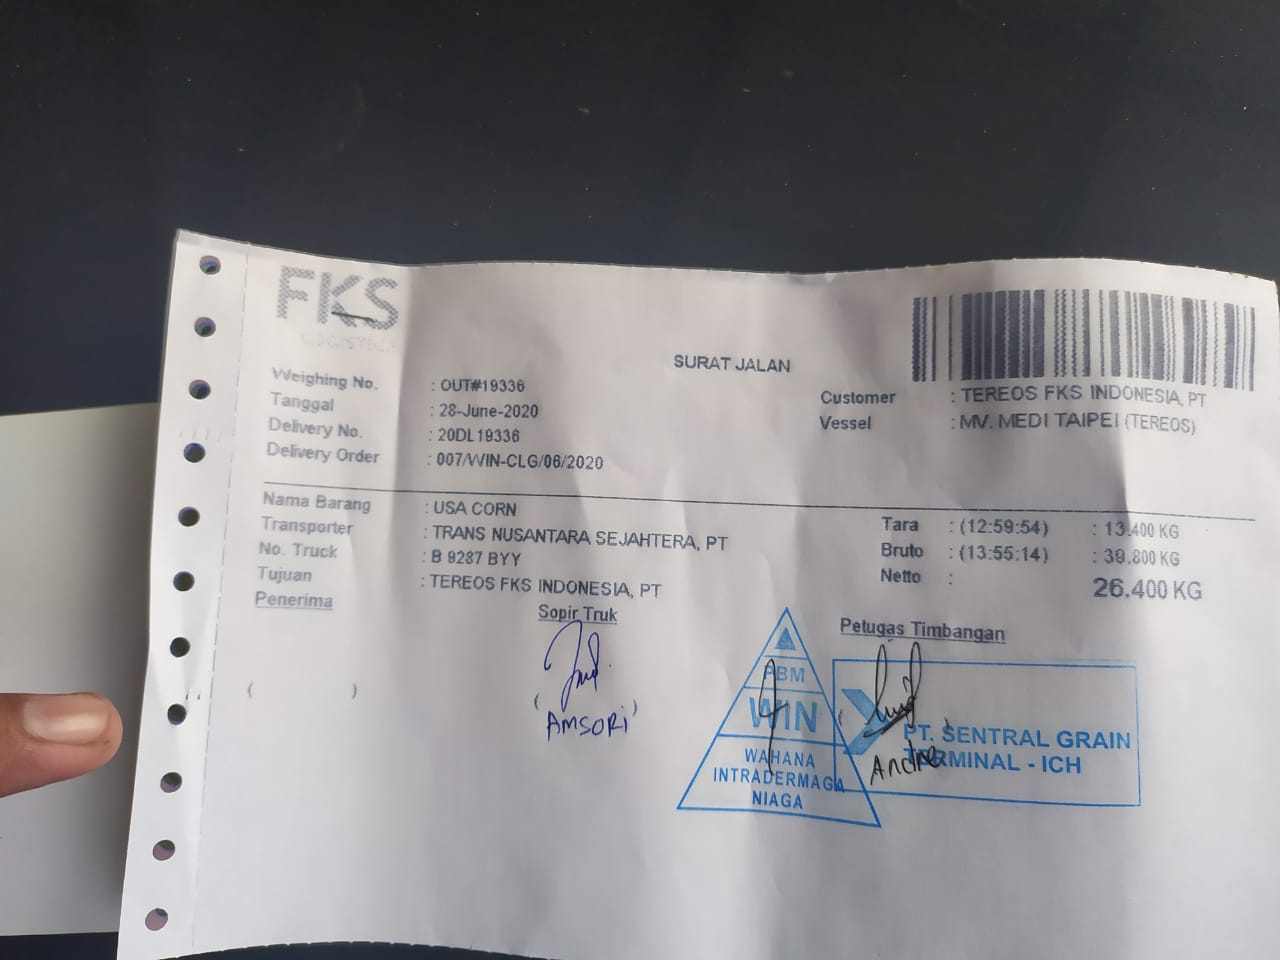 FKS
LOGISTICS
SURAT JALAN
Weighing No. : OUT#19336
Tanggal : 28-June-2020
Delivery No. : 20DL19336
Delivery Order : 007/WIN-CLG/06/2020
Customer : TEREOS FKS INDONESIA, PT
Vessel : MV. MEDI TAIPEI (TEREOS)
Nama Barang : USA CORN
Transporter : TRANS NUSANTARA SEJAHTERA, PT
No. Truck : B 9287 BYY
Tujuan : TEREOS FKS INDONESIA, PT
Tara : (12:59:54) : 13.400 KG
Bruto : (13:55:14) : 39.800 KG
Netto : 26.400 KG
Penerima
( )
Sopir Truk
(AMSORI)
Petugas Timbangan
Andre
PBM
WIN
WAHANA
INTRADERMAGA
NIAGA
PT. SENTRAL GRAIN
TERMINAL - ICH